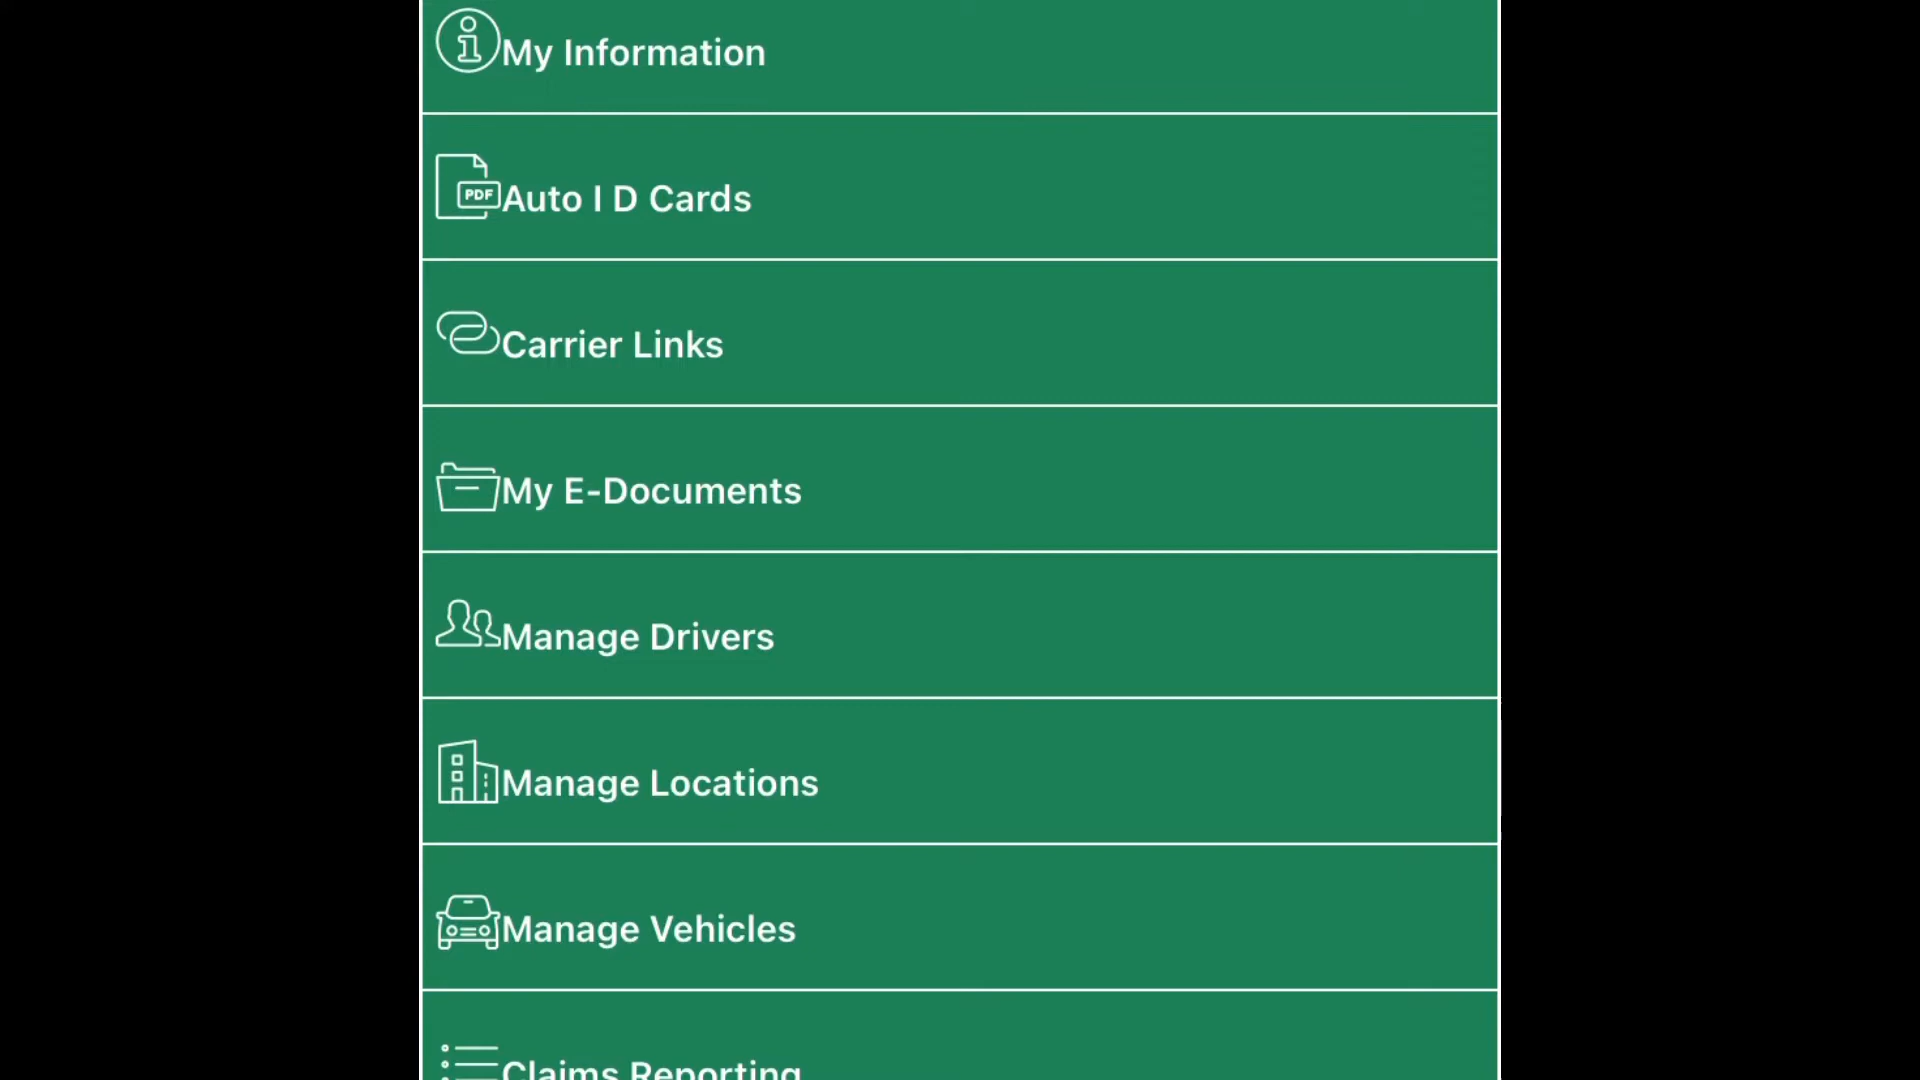 My Information
PDF
Auto I D Cards
Carrier Links
My E-Documents
Manage Drivers
Manage Locations
Manage Vehicles
Claims Reporting